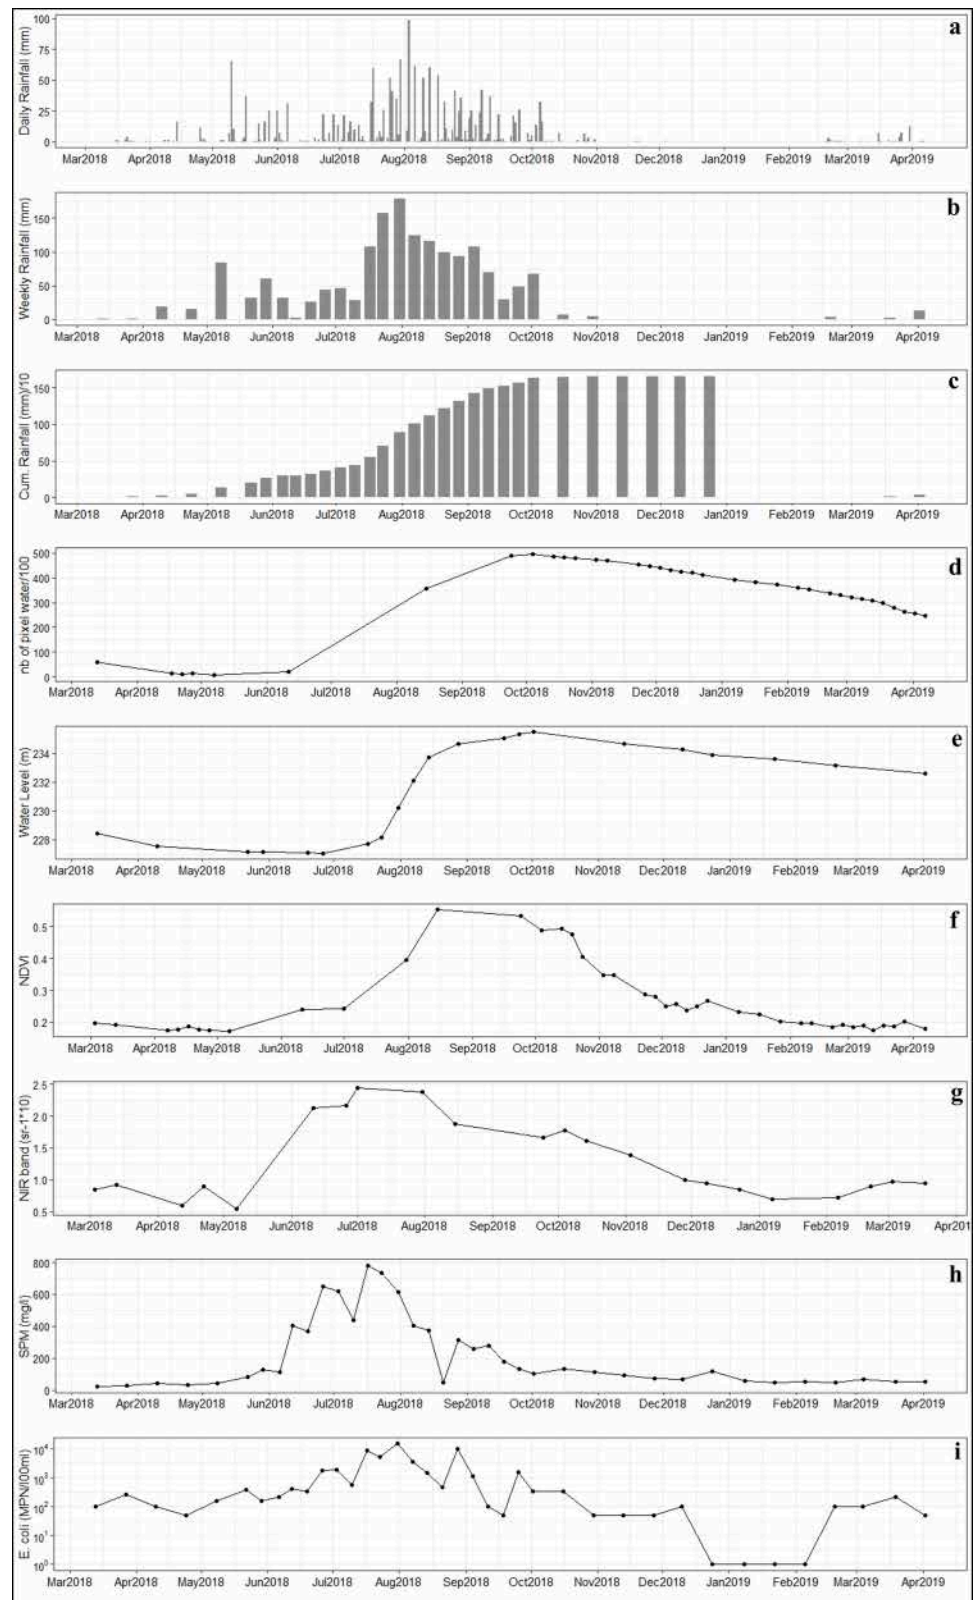 a
Daily Rainfall (mm)
100
75
50
25
0
Mar2018 Apr2018 May2018 Jun2018 Jul2018 Aug2018 Sep2018 Oct2018 Nov2018 Dec2018 Jan2019 Feb2019 Mar2019 Apr2019
b
Weekly Rainfall (mm)
150
100
50
0
Mar2018 Apr2018 May2018 Jun2018 Jul2018 Aug2018 Sep2018 Oct2018 Nov2018 Dec2018 Jan2019 Feb2019 Mar2019 Apr2019
c
Cum. Rainfall (mm)/10
150
100
50
0
Mar2018 Apr2018 May2018 Jun2018 Jul2018 Aug2018 Sep2018 Oct2018 Nov2018 Dec2018 Jan2019 Feb2019 Mar2019 Apr2019
d
nb of pixel water/100
500
400
300
200
100
0
Mar2018 Apr2018 May2018 Jun2018 Jul2018 Aug2018 Sep2018 Oct2018 Nov2018 Dec2018 Jan2019 Feb2019 Mar2019 Apr2019
e
Water Level (m)
234
232
230
228
Mar2018 Apr2018 May2018 Jun2018 Jul2018 Aug2018 Sep2018 Oct2018 Nov2018 Dec2018 Jan2019 Feb2019 Mar2019 Apr2019
f
NDVI
0.5
0.4
0.3
0.2
Mar2018 Apr2018 May2018 Jun2018 Jul2018 Aug2018 Sep2018 Oct2018 Nov2018 Dec2018 Jan2019 Feb2019 Mar2019 Apr2019
g
NIR band (sr-1*10)
2.5
2.0
1.5
1.0
0.5
Mar2018 Apr2018 May2018 Jun2018 Jul2018 Aug2018 Sep2018 Oct2018 Nov2018 Dec2018 Jan2019 Feb2019 Mar2019 Apr201
h
SPM (mg/l)
800
600
400
200
0
Mar2018 Apr2018 May2018 Jun2018 Jul2018 Aug2018 Sep2018 Oct2018 Nov2018 Dec2018 Jan2019 Feb2019 Mar2019 Apr2019
i
E. coli (MPN/l00ml)
10⁴
10³
10²
10¹
10⁰
Mar2018 Apr2018 May2018 Jun2018 Jul2018 Aug2018 Sep2018 Oct2018 Nov2018 Dec2018 Jan2019 Feb2019 Mar2019 Apr2019